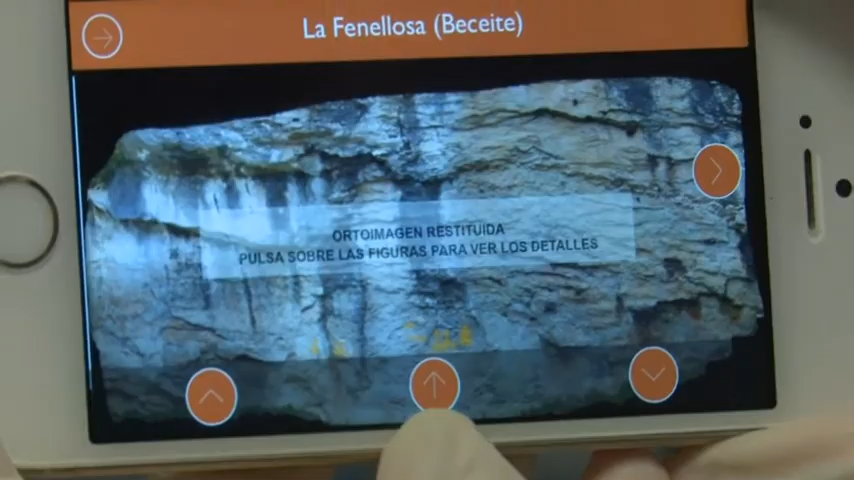 La Fenellosa (Beceite)
ORTOIMAGEN RESTITUIDA
PULSA SOBRE LAS FIGURAS PARA VER LOS DETALLES